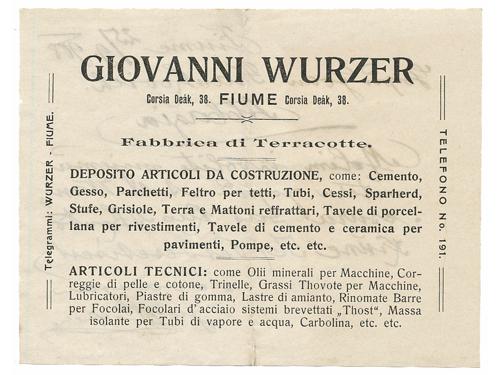 GIOVANNI WURZER
Corsia Deák, 38. FIUME Corsia Deák, 38.
Fabbrica di Terracotte.
DEPOSITO ARTICOLI DA COSTRUZIONE, come: Cemento,
Gesso, Parchetti, Feltro per tetti, Tubi, Cessi, Sparherd,
Stufe, Grisiole, Terra e Mattoni reffrattari, Tavele di porcel-
lana per rivestimenti, Tavele di cemento e ceramica per
pavimenti, Pompe, etc. etc.
ARTICOLI TECNICI: come Olii minerali per Macchine, Cor-
reggie di pelle e cotone, Trinelle, Grassi Thovote per Macchine,
Lubricatori, Piastre di gomma, Lastre di amianto, Rinomate Barre
per Focolai, Focolari d'acciaio sistemi brevettati „Thost", Massa
isolante per Tubi di vapore e acqua, Carbolina, etc. etc.
Telegrammi: WURZER - FIUME.
TELEFONO No. 191.